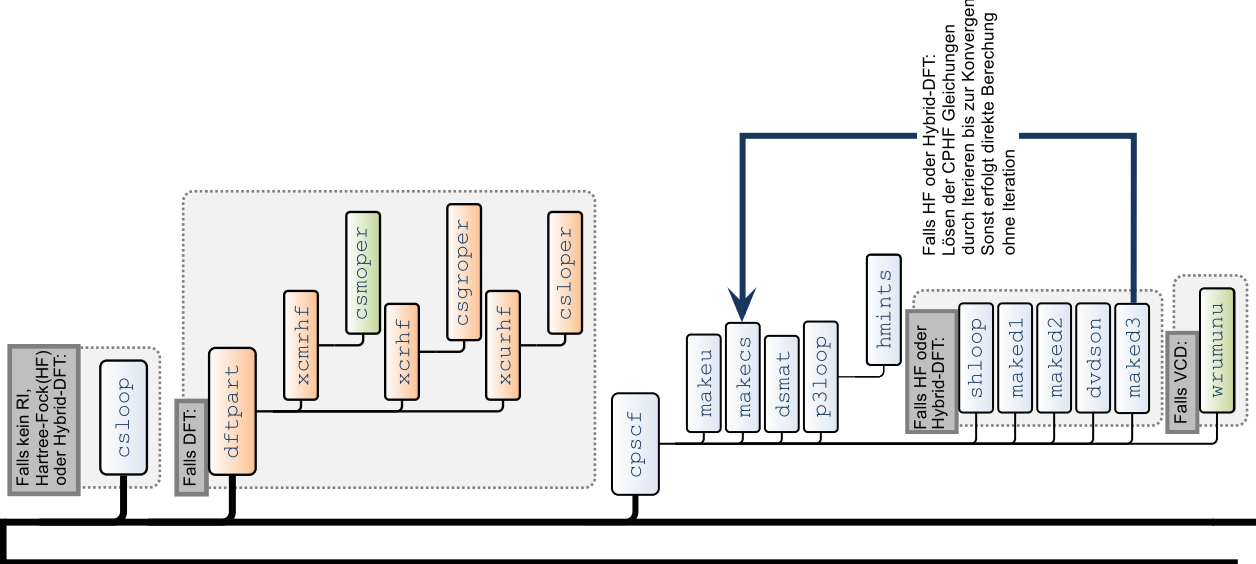 Falls kein RI,
Hartree-Fock(HF)
oder Hybrid-DFT:
csloop
Falls DFT:
dftpart
xcmrhf
csmoper
xcrhf
csgroper
xcurhf
csloper
cpscf
makeu
makecs
dsmat
p3loop
hmints
Falls HF oder
Hybrid-DFT:
shloop
maked1
maked2
dvdson
maked3
Falls VCD:
wrumunu
Falls HF oder Hybrid-DFT:
Lösen der CPHF Gleichungen
durch Iterieren bis zur Konvergen
Sonst erfolgt direkte Berechung
ohne Iteration